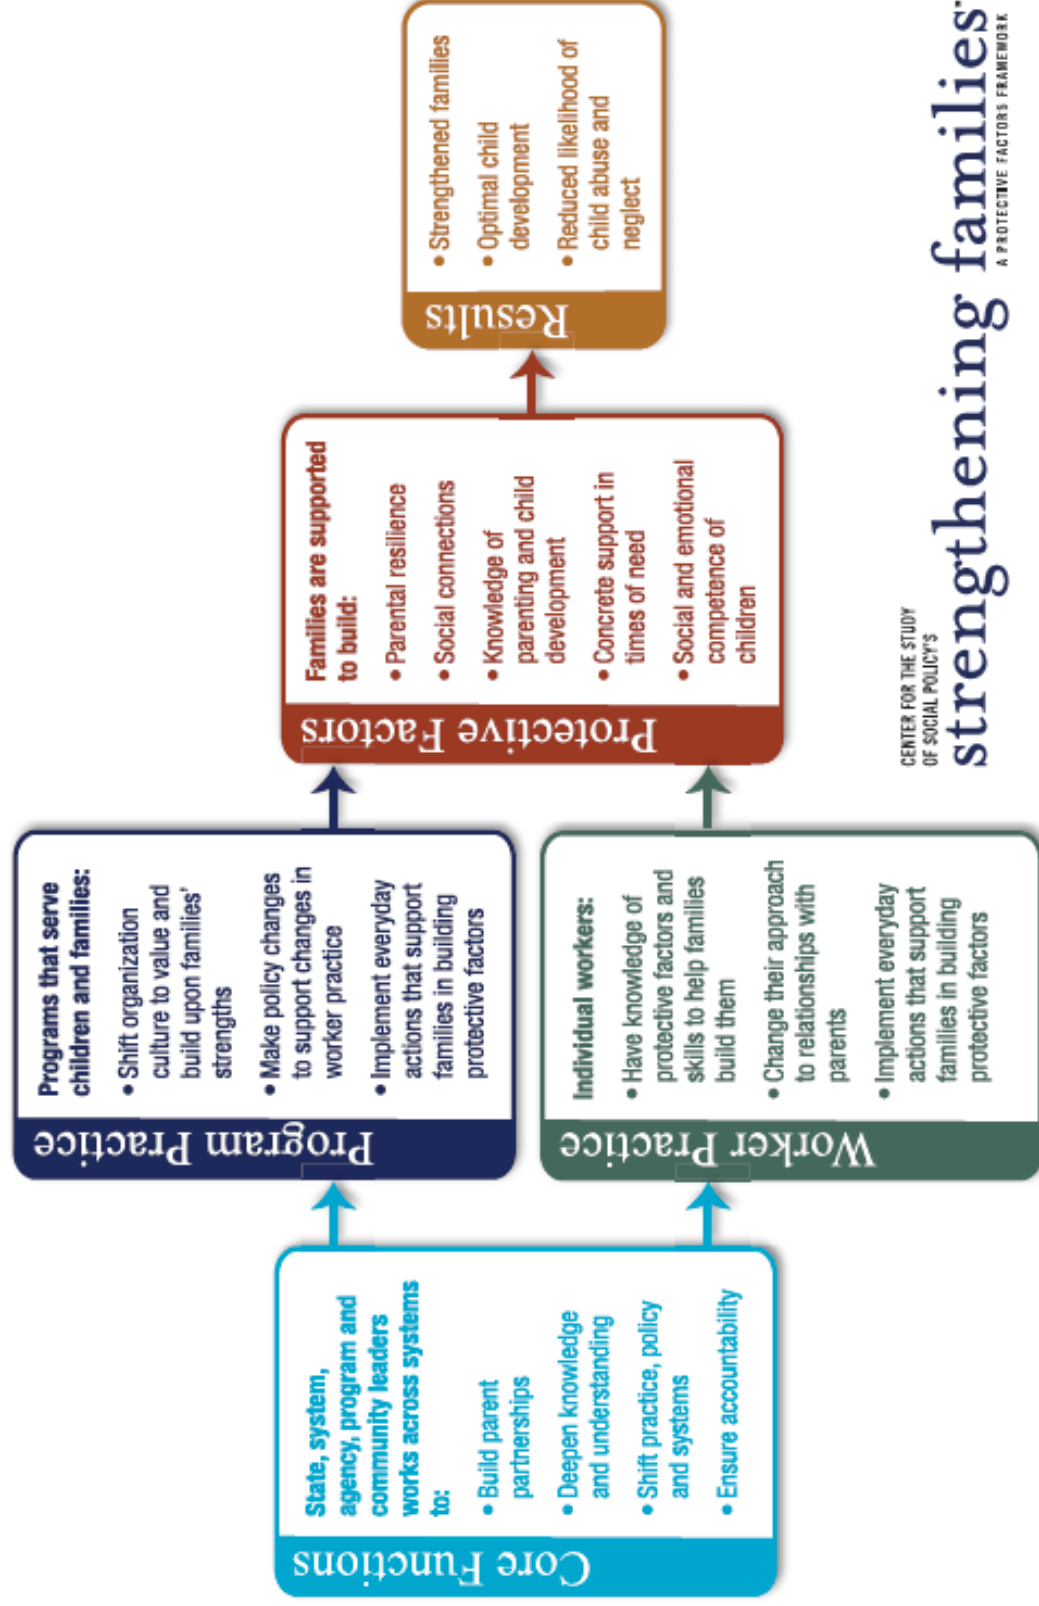 Core Functions
State, system,
agency, program and
community leaders
works across systems
to:
• Build parent
partnerships
• Deepen knowledge
and understanding
• Shift practice, policy
and systems
• Ensure accountability
Program Practice
Programs that serve
children and families:
• Shift organization
culture to value and
build upon families’
strengths
• Make policy changes
to support changes in
worker practice
• Implement everyday
actions that support
families in building
protective factors
Worker Practice
Individual workers:
• Have knowledge of
protective factors and
skills to help families
build them
• Change their approach
to relationships with
parents
• Implement everyday
actions that support
families in building
protective factors
Protective Factors
Families are supported
to build:
• Parental resilience
• Social connections
• Knowledge of
parenting and child
development
• Concrete support in
times of need
• Social and emotional
competence of
children
Results
• Strengthened families
• Optimal child
development
• Reduced likelihood of
child abuse and
neglect
CENTER FOR THE STUDY
OF SOCIAL POLICY’S
strengthening families
A PROTECTIVE FACTORS FRAMEWORK